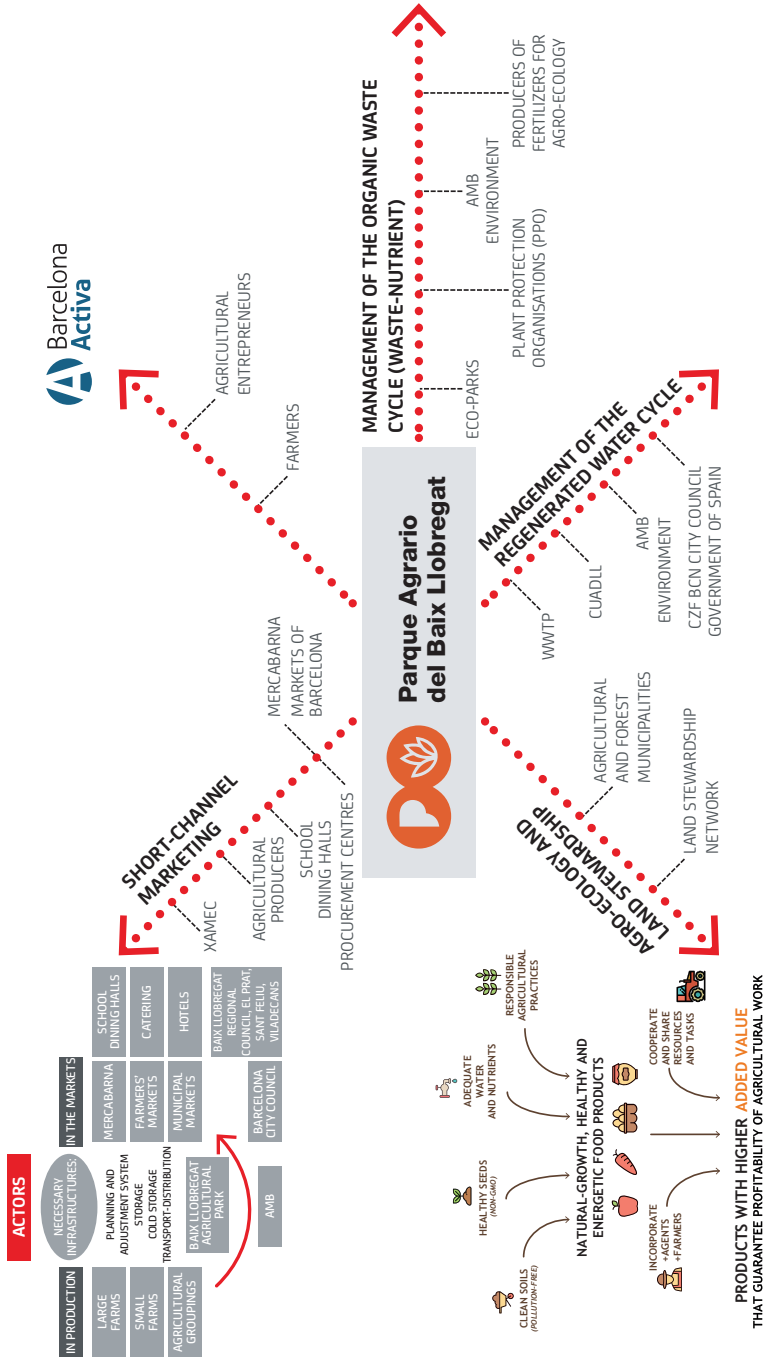 ACTORS
IN PRODUCTION
LARGE
FARMS
SMALL
FARMS
AGRICULTURAL
GROUPINGS
NECESSARY
INFRASTRUCTURES:
PLANNING AND
ADJUSTMENT SYSTEM
STORAGE
COLD STORAGE
TRANSPORT-DISTRIBUTION
BAIX LLOBREGAT
AGRICULTURAL
PARK
AMB
IN THE MARKETS
MERCABARNA
FARMERS'
MARKETS
MUNICIPAL
MARKETS
BARCELONA
CITY COUNCIL
SCHOOL
DINING HALLS
CATERING
HOTELS
BAIX LLOBREGAT
REGIONAL
COUNCIL, EL PRAT,
SANT FELIU,
VILADECANS
SHORT-CHANNEL
MARKETING
XAMEC
AGRICULTURAL
PRODUCERS
SCHOOL
DINING HALLS
PROCUREMENT CENTRES
MERCABARNA
MARKETS OF
BARCELONA
Barcelona
Activa
AGRICULTURAL
ENTREPRENEURS
FARMERS
Parque Agrario
del Baix Llobregat
MANAGEMENT OF THE ORGANIC WASTE
CYCLE (WASTE-NUTRIENT)
ECO-PARKS
PLANT PROTECTION
ORGANISATIONS (PPO)
AMB
ENVIRONMENT
PRODUCERS OF
FERTILIZERS FOR
AGRO-ECOLOGY
MANAGEMENT OF THE
REGENERATED WATER CYCLE
WWTP
CUADLL
AMB
ENVIRONMENT
CZF BCN CITY COUNCIL
GOVERNMENT OF SPAIN
AGRO-ECOLOGY AND
LAND STEWARDSHIP
AGRICULTURAL
AND FOREST
MUNICIPALITIES
LAND STEWARDSHIP
NETWORK
CLEAN SOILS
(POLLUTION-FREE)
HEALTHY SEEDS
(NON-GMO)
ADEQUATE
WATER
AND NUTRIENTS
RESPONSIBLE
AGRICULTURAL
PRACTICES
NATURAL-GROWTH, HEALTHY AND
ENERGETIC FOOD PRODUCTS
INCORPORATE
+AGENTS
+FARMERS
COOPERATE
AND SHARE
RESOURCES
AND TASKS
PRODUCTS WITH HIGHER ADDED VALUE
THAT GUARANTEE PROFITABILITY OF AGRICULTURAL WORK